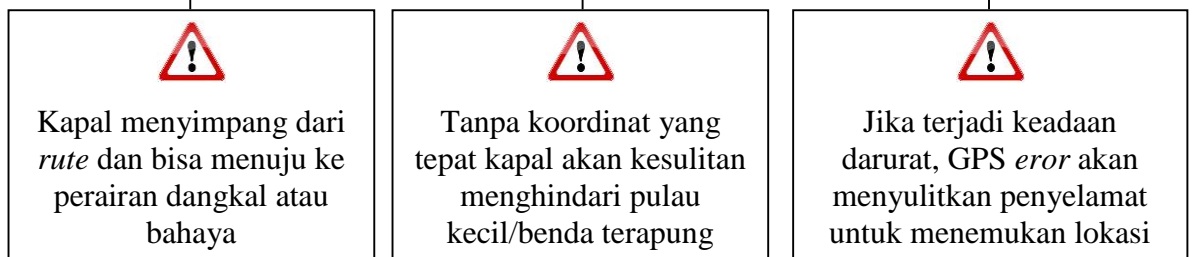 Kapal menyimpang dari
rute dan bisa menuju ke
perairan dangkal atau
bahaya
Tanpa koordinat yang
tepat kapal akan kesulitan
menghindari pulau
kecil/benda terapung
Jika terjadi keadaan
darurat, GPS eror akan
menyulitkan penyelamat
untuk menemukan lokasi